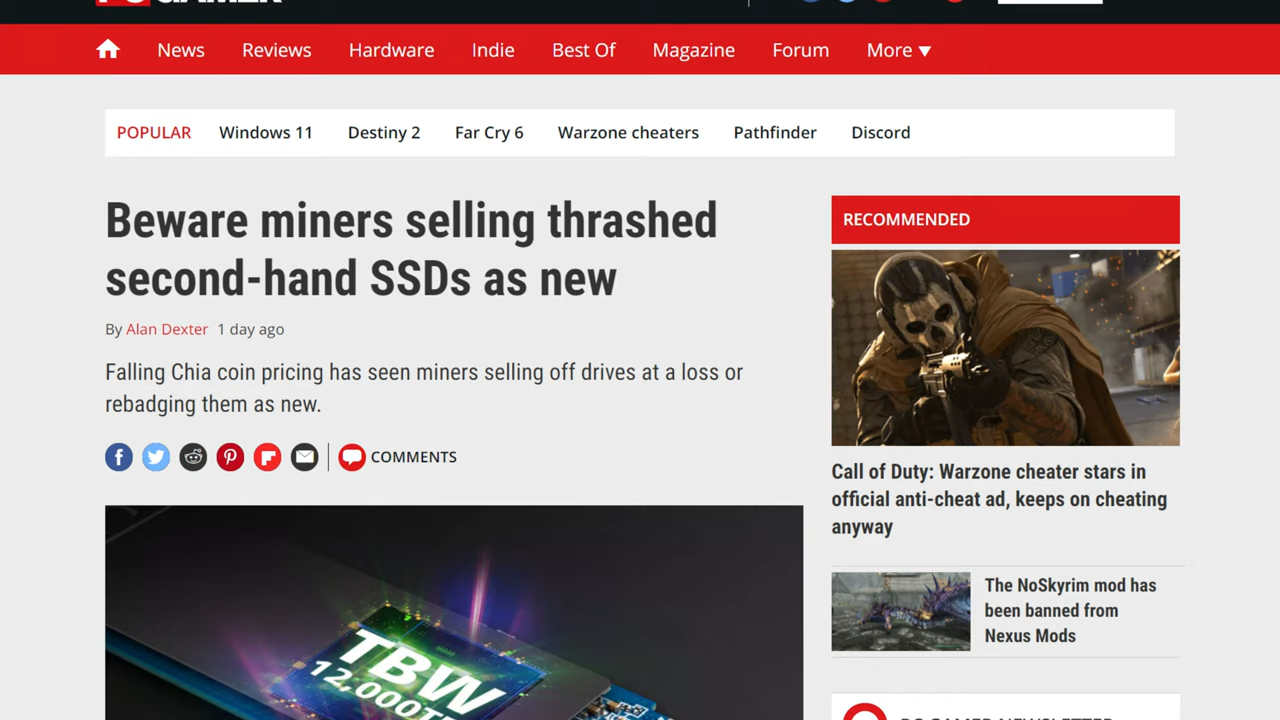 News Reviews Hardware Indie Best Of Magazine Forum More
POPULAR Windows 11 Destiny 2 Far Cry 6 Warzone cheaters Pathfinder Discord
Beware miners selling thrashed
second-hand SSDs as new
By Alan Dexter 1 day ago
Falling Chia coin pricing has seen miners selling off drives at a loss or
rebadging them as new.
COMMENTS
TBW
RECOMMENDED
Call of Duty: Warzone cheater stars in
official anti-cheat ad, keeps on cheating
anyway
The NoSkyrim mod has
been banned from
Nexus Mods